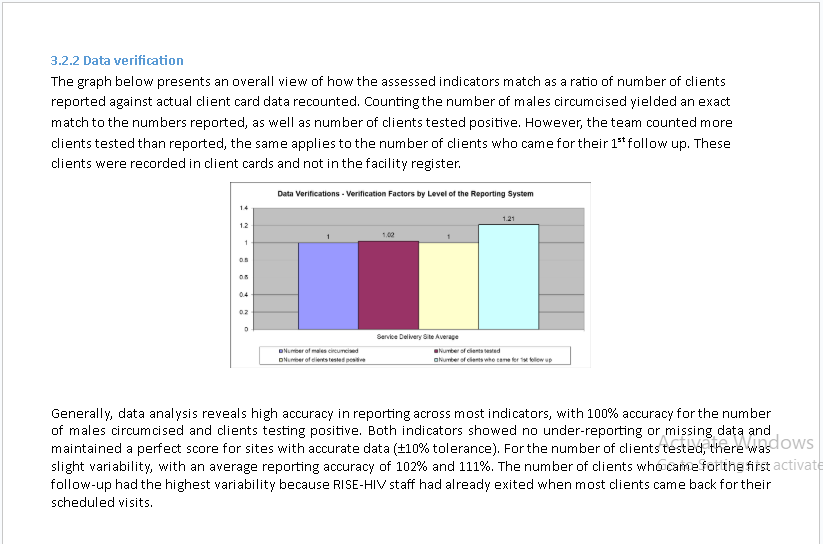 3.2.2 Data verification
The graph below presents an overall view of how the assessed indicators match as a ratio of number of clients
reported against actual client card data recounted. Counting the number of males circumcised yielded an exact
match to the numbers reported, as well as number of clients tested positive. However, the team counted more
clients tested than reported, the same applies to the number of clients who came for their 1st follow up. These
clients were recorded in client cards and not in the facility register.
Data Verifications - Verification Factors by Level of the Reporting System
1.4
1.2
1
0.8
0.6
0.4
0.2
0
1
1.02
1
1.21
Service Delivery Site Average
Number of males circumcised
Number of clients tested
Number of clients tested positive
Number of clients who came for 1st follow up
Generally, data analysis reveals high accuracy in reporting across most indicators, with 100% accuracy for the number
of males circumcised and clients testing positive. Both indicators showed no under-reporting or missing data and
maintained a perfect score for sites with accurate data (±10% tolerance). For the number of clients tested, there was
slight variability, with an average reporting accuracy of 102% and 111%. The number of clients who came for the first
follow-up had the highest variability because RISE-HIV staff had already exited when most clients came back for their
scheduled visits.
Activate Windows
Go to Settings to activate